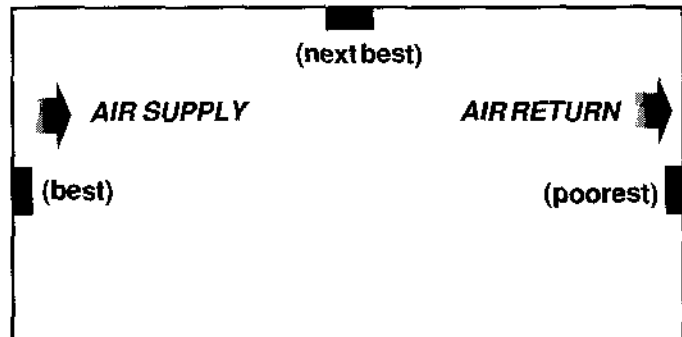 (next best)
AIR SUPPLY
AIR RETURN
(best)
(poorest)